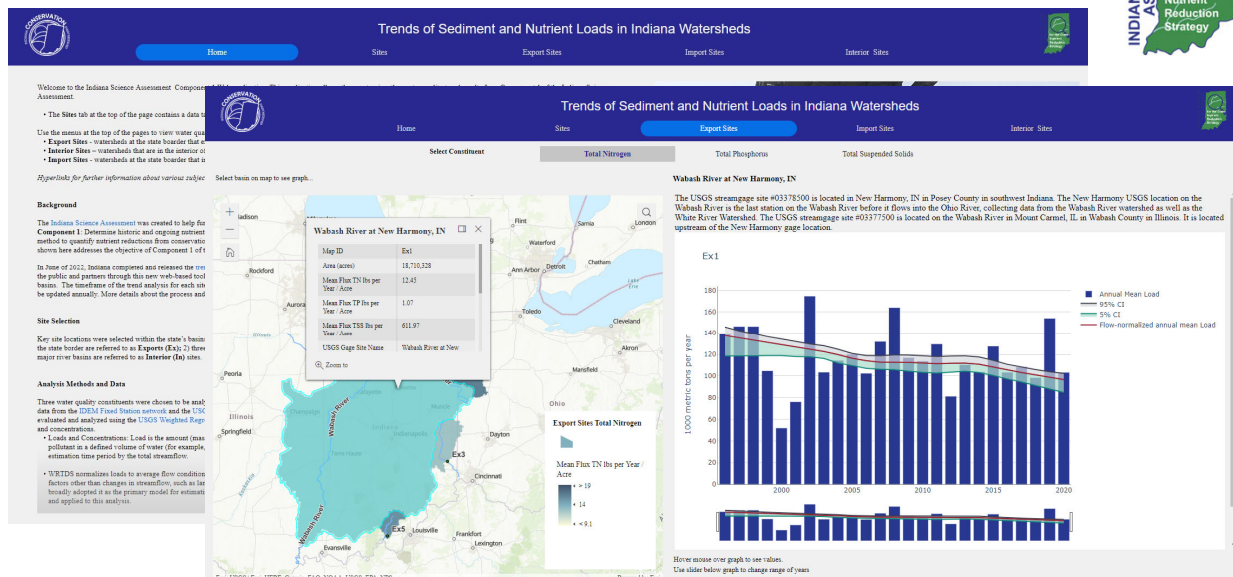 CONSERVATION
Trends of Sediment and Nutrient Loads in Indiana Watersheds
Home
Sites
Export Sites
Import Sites
Interior Sites
INDIAN
AS
Nutrient
Reduction
Strategy
Welcome to the Indiana Science Assessment Compone
Assessment.
• The Sites tab at the top of the page contains a data ta
Use the menus at the top of the pages to view water qua
• Export Sites - watersheds at the state boarder that e
• Interior Sites – watersheds that are in the interior of
• Import Sites - watersheds at the state boarder that i
Hyperlinks for further information about various subjec
Background
The Indiana Science Assessment was created to help fu
Component 1: Determine historic and ongoing nutrient
method to quantify nutrient reductions from conservatio
shown here addresses the objective of Component 1 of t
In June of 2022, Indiana completed and released the tre
the public and partners through this new web-based tool
basins. The timeframe of the trend analysis for each sit
be updated annually. More details about the process and
Site Selection
Key site locations were selected within the state's basin
the state border are referred to as Exports (Ex); 2) three
major river basins are referred to as Interior (In) sites.
Analysis Methods and Data
Three water quality constituents were chosen to be analy
data from the IDEM Fixed Station network and the USG
evaluated and analyzed using the USGS Weighted Regr
and concentrations.
• Loads and Concentrations: Load is the amount (mas
pollutant in a defined volume of water (for example,
estimation time period by the total streamflow.
• WRTDS normalizes loads to average flow condition
factors other than changes in streamflow, such as lan
broadly adopted it as the primary model for estimati
and applied to this analysis.
CONSERVATION
Trends of Sediment and Nutrient Loads in Indiana Watersheds
Home
Sites
Export Sites
Import Sites
Interior Sites
Select Constituent
Total Nitrogen
Total Phosphorus
Total Suspended Solids
Select basin on map to see graph...
Wabash River at New Harmony, IN
Map ID Ex1
Area (acres) 18,710,328
Mean Flux TN lbs per Year / Acre 12.45
Mean Flux TP lbs per Year / Acre 1.07
Mean Flux TSS lbs per Year / Acre 611.97
USGS Gage Site Name Wabash River at New
Zoom to
adison
Rockford
Aurora
Peoria
Illinois
Springfield
Flint
Sarnia
London
Waterford
Ann Arbor
Detroit
Chatham
Lake Erie
Toledo
Cleveland
Akron
Mansfield
Ohio
Dayton
Cincinnati
Ex3
Ex5
Louisville
Frankfort
Lexington
Evansville
Wabash River
Wabash River
Indianapolis
Export Sites Total Nitrogen
Mean Flux TN lbs per Year /
Acre
> 19
14
< 9.1
Wabash River at New Harmony, IN
The USGS streamgage site #03378500 is located in New Harmony, IN in Posey County in southwest Indiana. The New Harmony USGS location on the
Wabash River is the last station on the Wabash River before it flows into the Ohio River, collecting data from the Wabash River watershed as well as the
White River Watershed. The USGS streamgage site #03377500 is located on the Wabash River in Mount Carmel, IL in Wabash County in Illinois. It is located
upstream of the New Harmony gage location.
Ex1
1000 metric tons per year
180
160
140
120
100
80
60
40
20
0
2000
2005
2010
2015
2020
Annual Mean Load
95% CI
5% CI
Flow-normalized annual mean Load
Hover mouse over graph to see values.
Use slider below graph to change range of years